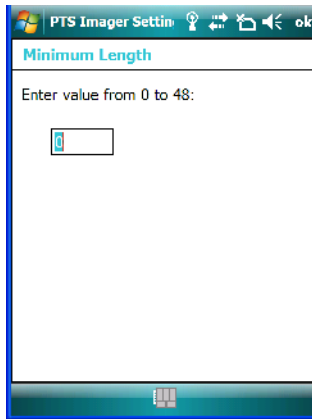 PTS Imager Settin
ok
Minimum Length
Enter value from 0 to 48:
0